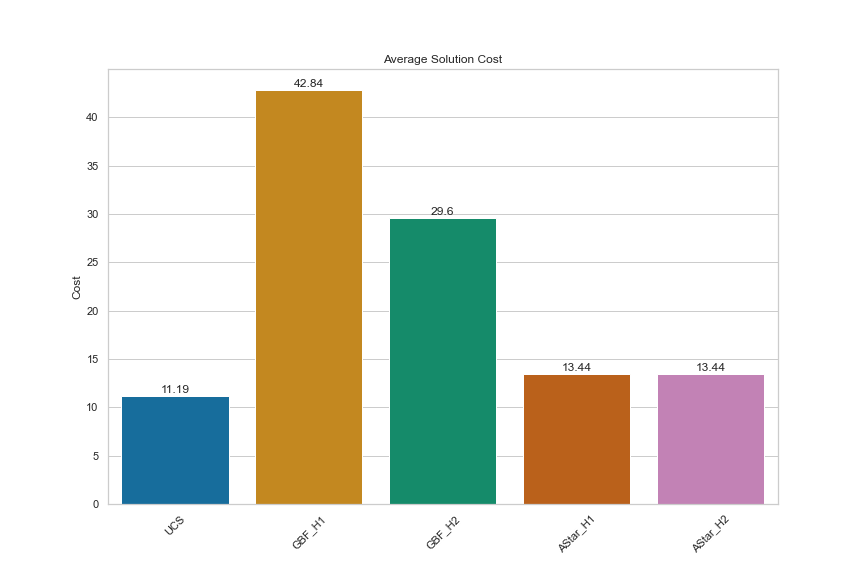 Average Solution Cost
42.84
40
35
30
29.6
25
Cost
20
15
13.44
13.44
11.19
10
5
0
UCS
GBF_H1
GBF_H2
AStar_H1
AStar_H2